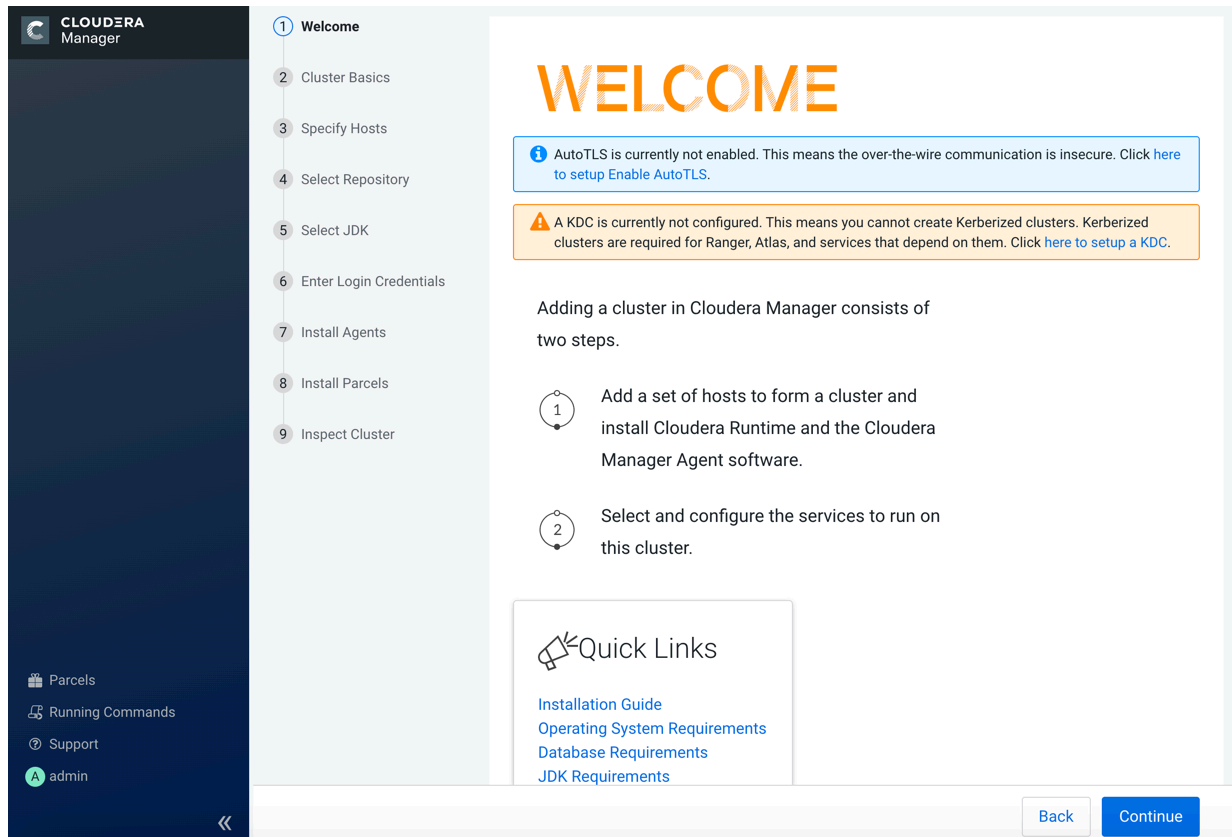 CLOUDERA
Manager
1 Welcome
2 Cluster Basics
3 Specify Hosts
4 Select Repository
5 Select JDK
6 Enter Login Credentials
7 Install Agents
8 Install Parcels
9 Inspect Cluster
Parcels
Running Commands
Support
A admin
WELCOME
AutoTLS is currently not enabled. This means the over-the-wire communication is insecure. Click here
to setup Enable AutoTLS.
A KDC is currently not configured. This means you cannot create Kerberized clusters. Kerberized
clusters are required for Ranger, Atlas, and services that depend on them. Click here to setup a KDC.
Adding a cluster in Cloudera Manager consists of
two steps.
1 Add a set of hosts to form a cluster and
install Cloudera Runtime and the Cloudera
Manager Agent software.
2 Select and configure the services to run on
this cluster.
Quick Links
Installation Guide
Operating System Requirements
Database Requirements
JDK Requirements
Back
Continue